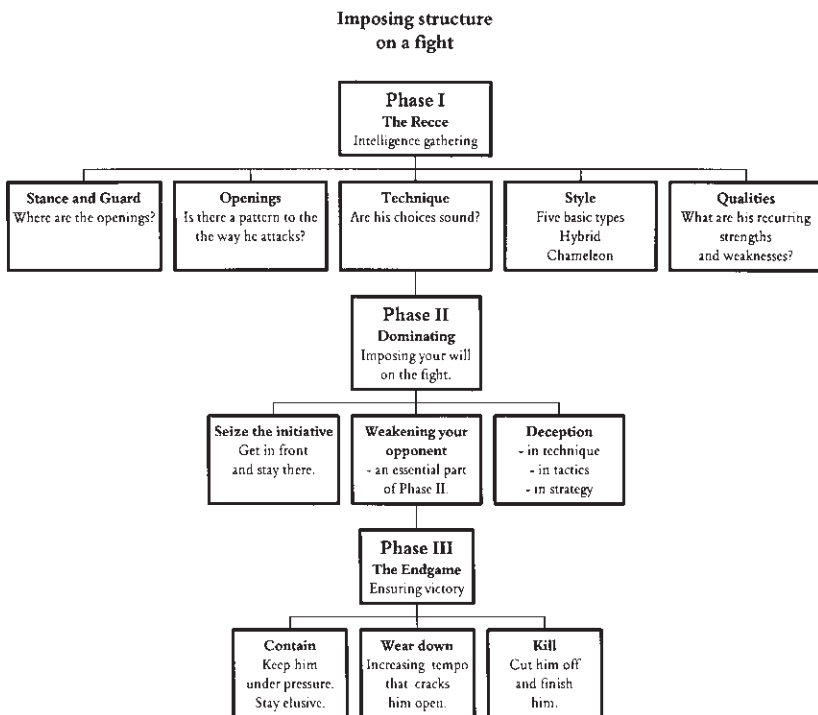 Imposing structure
on a fight
Phase I
The Recce
Intelligence gathering
Stance and Guard
Where are the openings?
Openings
Is there a pattern to the
the way he attacks?
Technique
Are his choices sound?
Style
Five basic types
Hybrid
Chameleon
Qualities
What are his recurring
strengths
and weaknesses?
Phase II
Dominating
Imposing your will
on the fight.
Seize the initiative
Get in front
and stay there.
Weakening your
opponent
- an essential part
of Phase II.
Deception
- in technique
- in tactics
- in strategy
Phase III
The Endgame
Ensuring victory
Contain
Keep him
under pressure.
Stay elusive.
Wear down
Increasing tempo
that cracks
him open.
Kill
Cut him off
and finish
him.